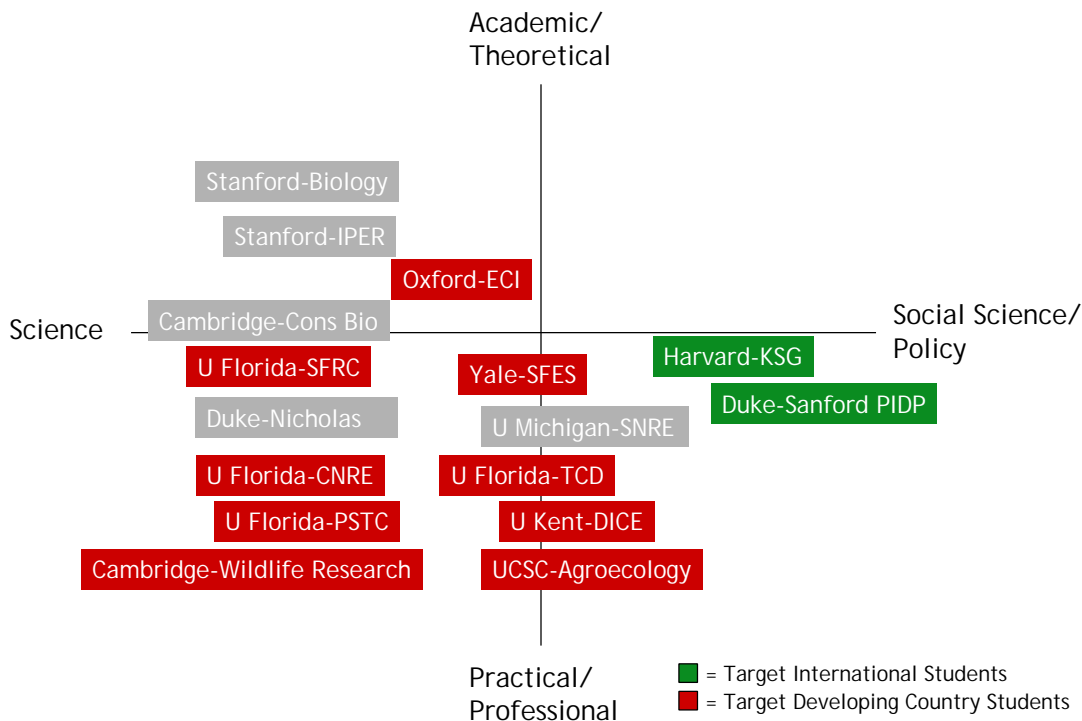 Academic/
Theoretical
Stanford-Biology
Stanford-IPER
Oxford-ECI
Cambridge-Cons Bio
Science
Social Science/
Policy
Harvard-KSG
U Florida-SFRC
Yale-SFES
Duke-Sanford PIDP
Duke-Nicholas
U Michigan-SNRE
U Florida-CNRE
U Florida-TCD
U Florida-PSTC
U Kent-DICE
Cambridge-Wildlife Research
UCSC-Agroecology
Practical/
Professional
= Target International Students
= Target Developing Country Students